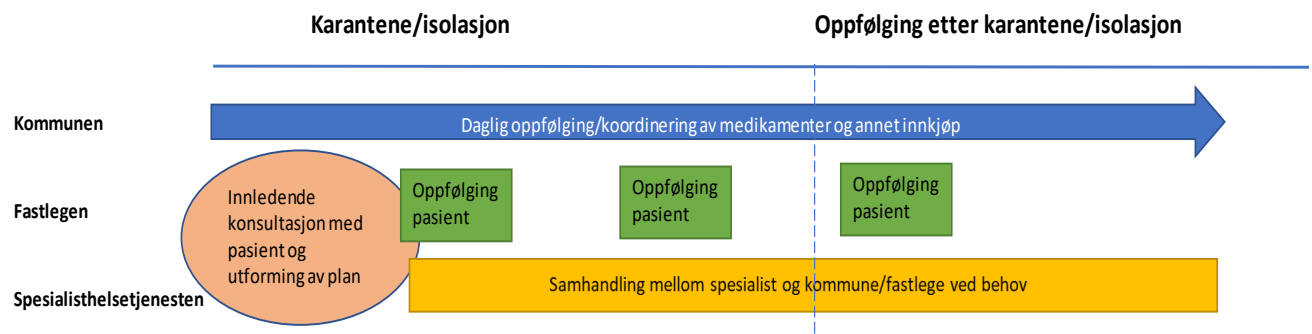 Karantene/isolasjon
Oppfølging etter karantene/isolasjon
Kommunen
Daglig oppfølging/koordinering av medikamenter og annet innkjøp
Fastlegen
Innledende
konsultasjon med
pasient og
utforming av plan
Oppfølging
pasient
Oppfølging
pasient
Oppfølging
pasient
Spesialisthelsetjenesten
Samhandling mellom spesialist og kommune/fastlege ved behov